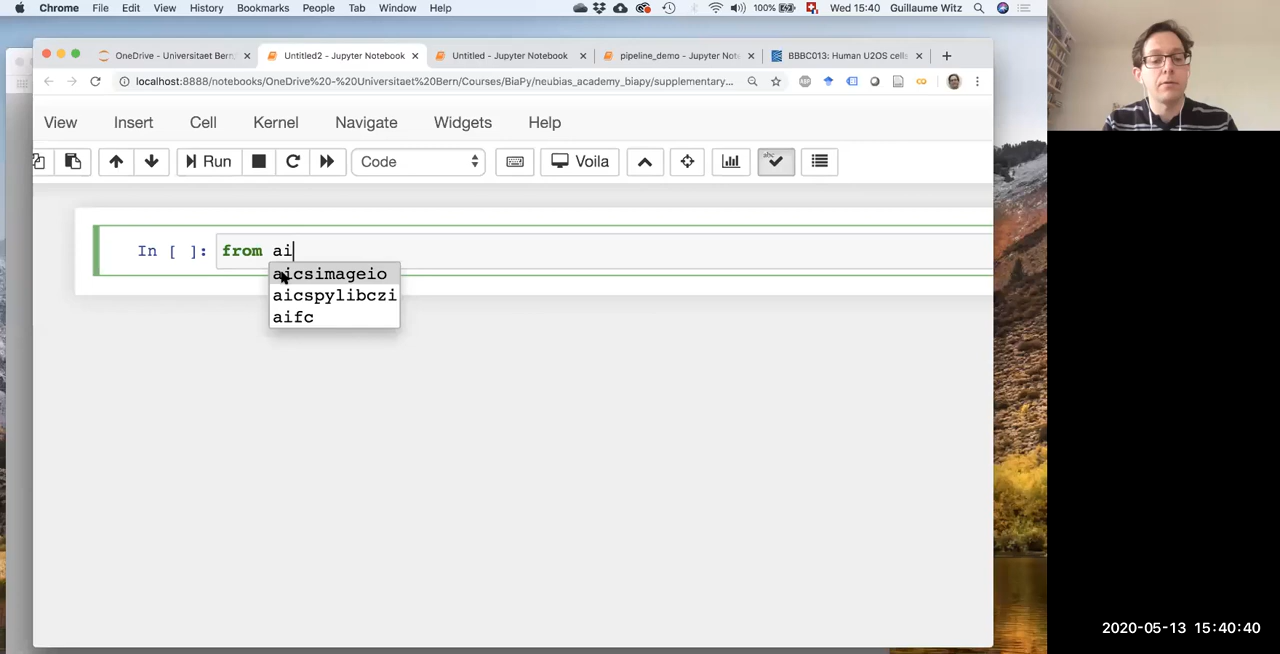 Chrome File Edit View History Bookmarks People Tab Window Help 100% Wed 15:40 Guillaume Witz
OneDrive - Universitaet Bern Untitled2 - Jupyter Notebook Untitled - Jupyter Notebook pipeline_demo - Jupyter Not BBBC013: Human U2OS cells
localhost:8888/notebooks/OneDrive%20-%20Universitaet%20Bern/Courses/BiaPy/neubias_academy_biapy/supplementary...
View Insert Cell Kernel Navigate Widgets Help
Run Code Voila
In [ ]: from ai
aicsimageio
aicspylibczi
aifc
2020-05-13 15:40:40